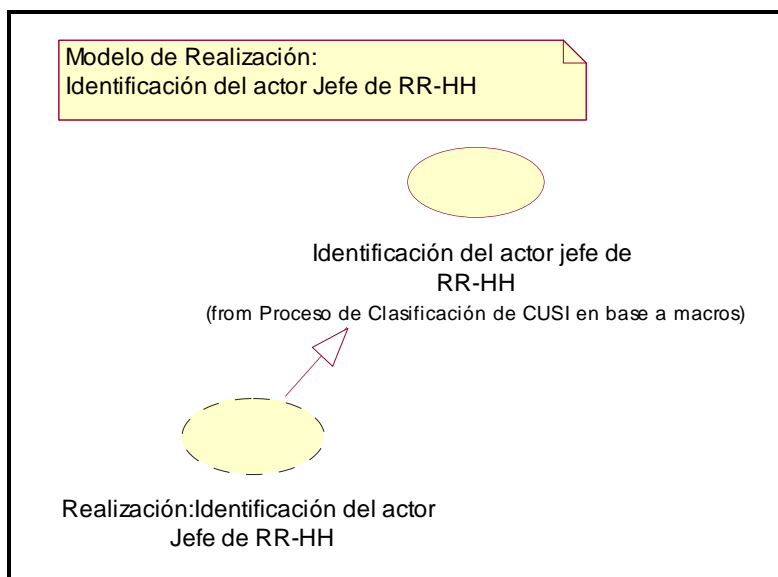 Modelo de Realización:
Identificación del actor Jefe de RR-HH
Identificación del actor jefe de
RR-HH
(from Proceso de Clasificación de CUSI en base a macros)
Realización:Identificación del actor
Jefe de RR-HH